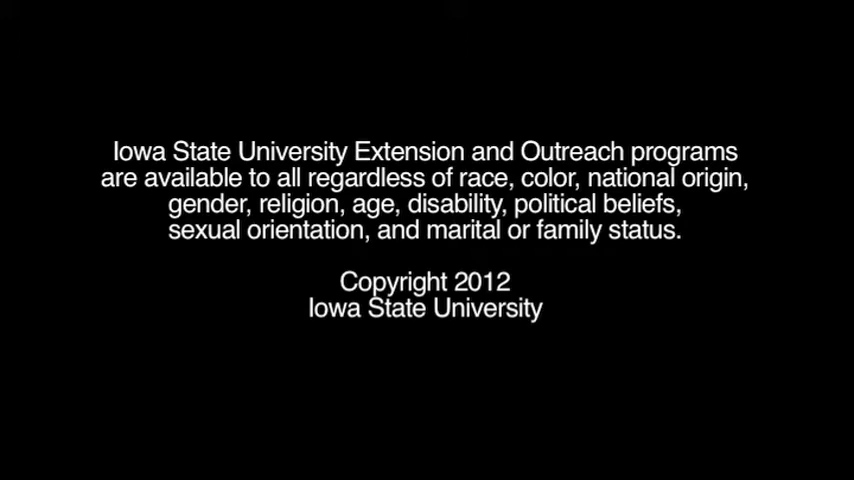 Iowa State University Extension and Outreach programs
are available to all regardless of race, color, national origin,
gender, religion, age, disability, political beliefs,
sexual orientation, and marital or family status.
Copyright 2012
Iowa State University